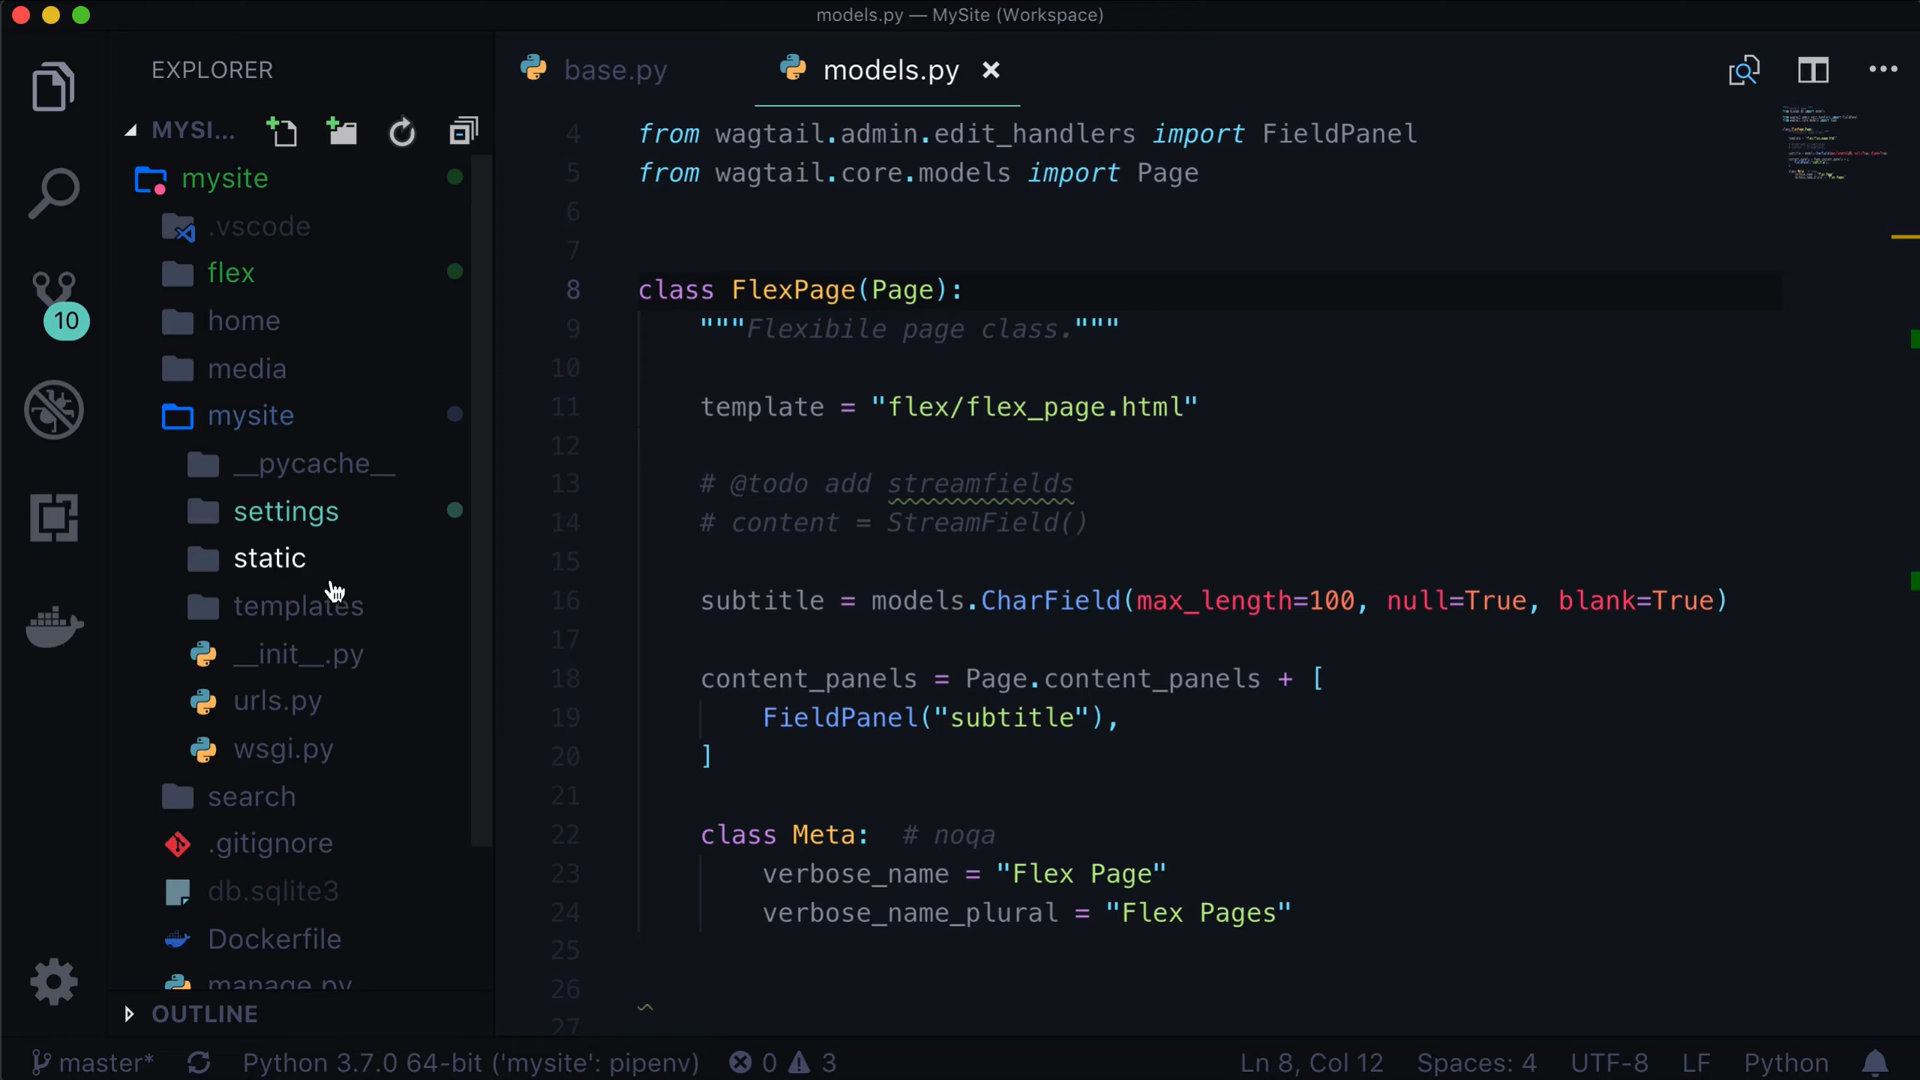 models.py — MySite (Workspace)
EXPLORER
MYSI...
mysite
.vscode
flex
home
media
mysite
__pycache__
settings
static
templates
__init__.py
urls.py
wsgi.py
search
.gitignore
db.sqlite3
Dockerfile
manage.py
OUTLINE
10
base.py
models.py
4 from wagtail.admin.edit_handlers import FieldPanel
5 from wagtail.core.models import Page
6
7
8 class FlexPage(Page):
9 """Flexibile page class."""
10
11 template = "flex/flex_page.html"
12
13 # @todo add streamfields
14 # content = StreamField()
15
16 subtitle = models.CharField(max_length=100, null=True, blank=True)
17
18 content_panels = Page.content_panels + [
19 FieldPanel("subtitle"),
20 ]
21
22 class Meta:  # noqa
23 verbose_name = "Flex Page"
24 verbose_name_plural = "Flex Pages"
25
26
27
master* Python 3.7.0 64-bit ('mysite': pipenv) 0 3 Ln 8, Col 12 Spaces: 4 UTF-8 LF Python